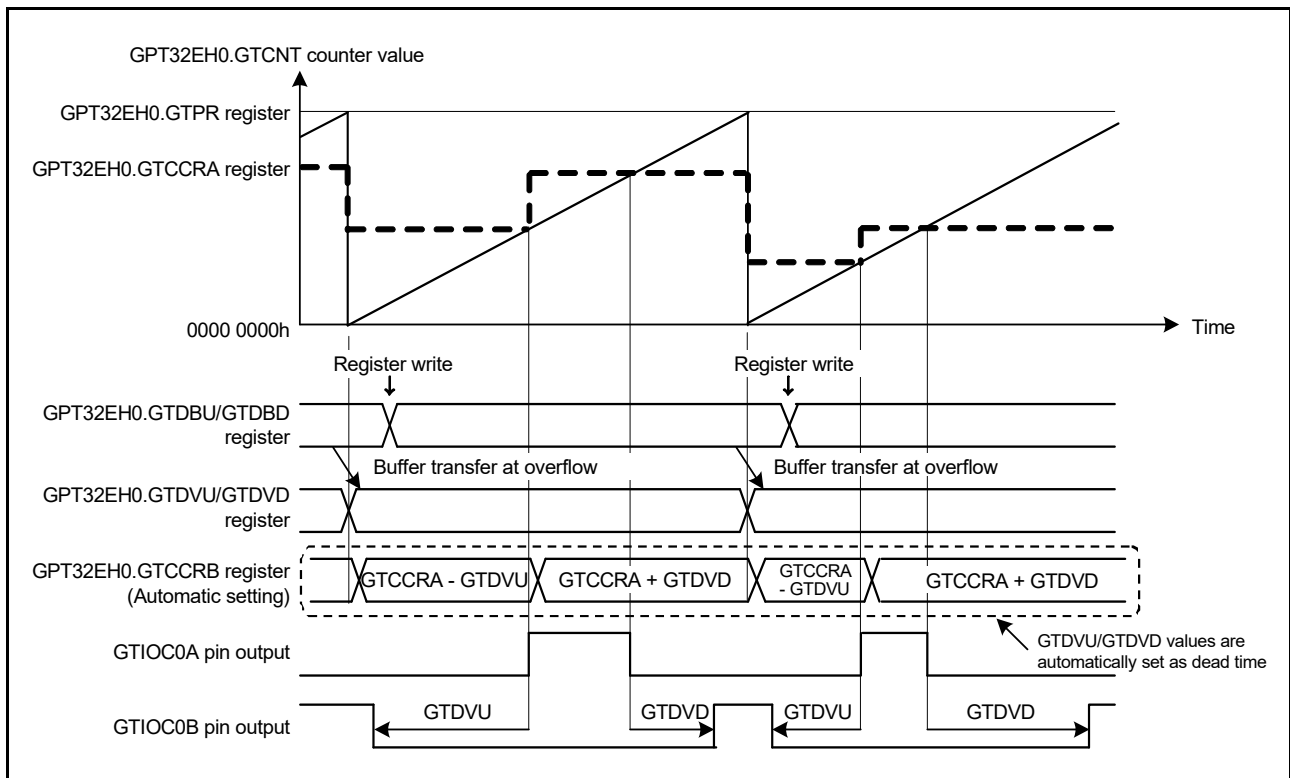 GPT32EH0.GTCNT counter value
GPT32EH0.GTPR register
GPT32EH0.GTCCRA register
0000 0000h
Time
Register write
Register write
GPT32EH0.GTDBU/GTDBD
register
Buffer transfer at overflow
Buffer transfer at overflow
GPT32EH0.GTDVU/GTDVD
register
GPT32EH0.GTCCRB register
(Automatic setting)
GTCCRA - GTDVU
GTCCRA + GTDVD
GTCCRA
- GTDVU
GTCCRA + GTDVD
GTDVU/GTDVD values are
automatically set as dead time
GTIOC0A pin output
GTIOC0B pin output
GTDVU
GTDVD
GTDVU
GTDVD